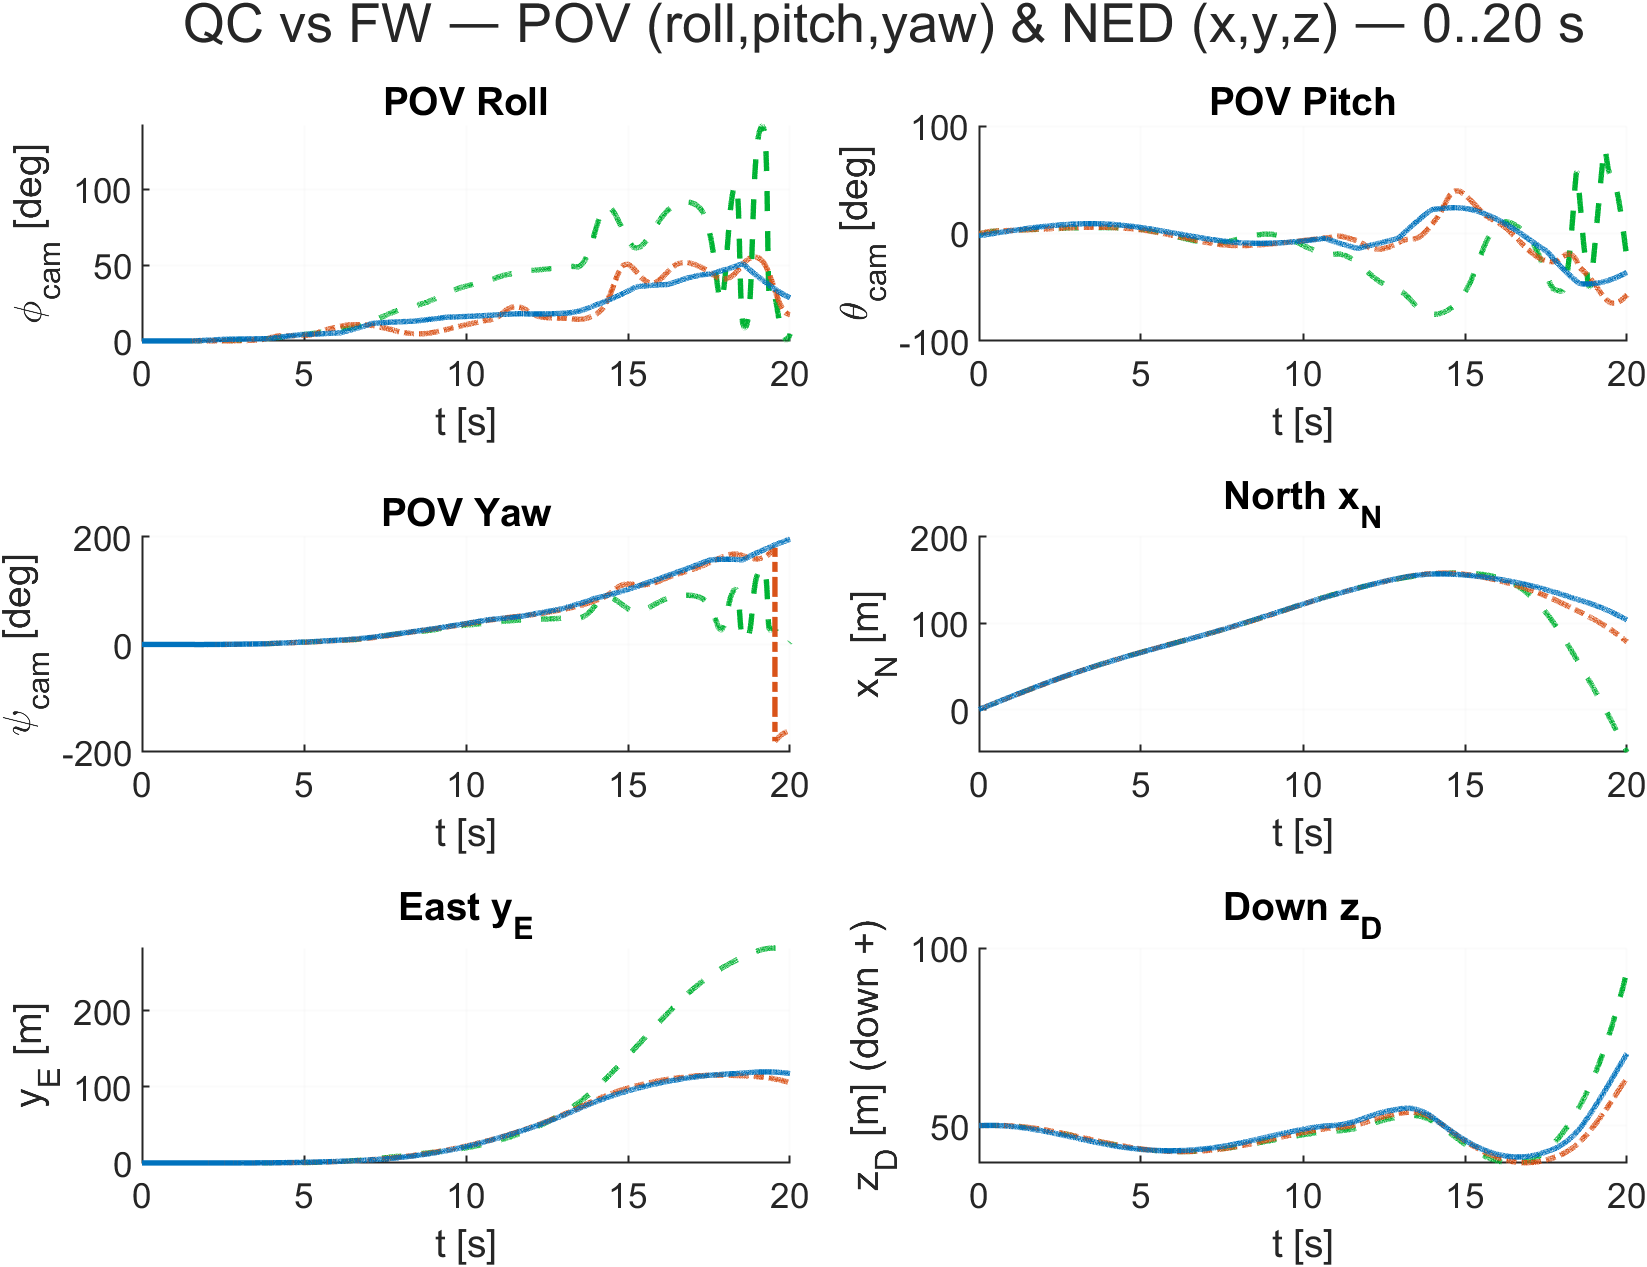 QC vs FW — POV (roll,pitch,yaw) & NED (x,y,z) — 0..20 s
POV Roll
ϕcam [deg]
100
50
0
0 5 10 15 20
t [s]
POV Pitch
θcam [deg]
100
0
-100
0 5 10 15 20
t [s]
POV Yaw
ψcam [deg]
200
0
-200
0 5 10 15 20
t [s]
North xN
xN [m]
200
100
0
0 5 10 15 20
t [s]
East yE
yE [m]
200
100
0
0 5 10 15 20
t [s]
Down zD
zD [m] (down +)
100
50
0 5 10 15 20
t [s]